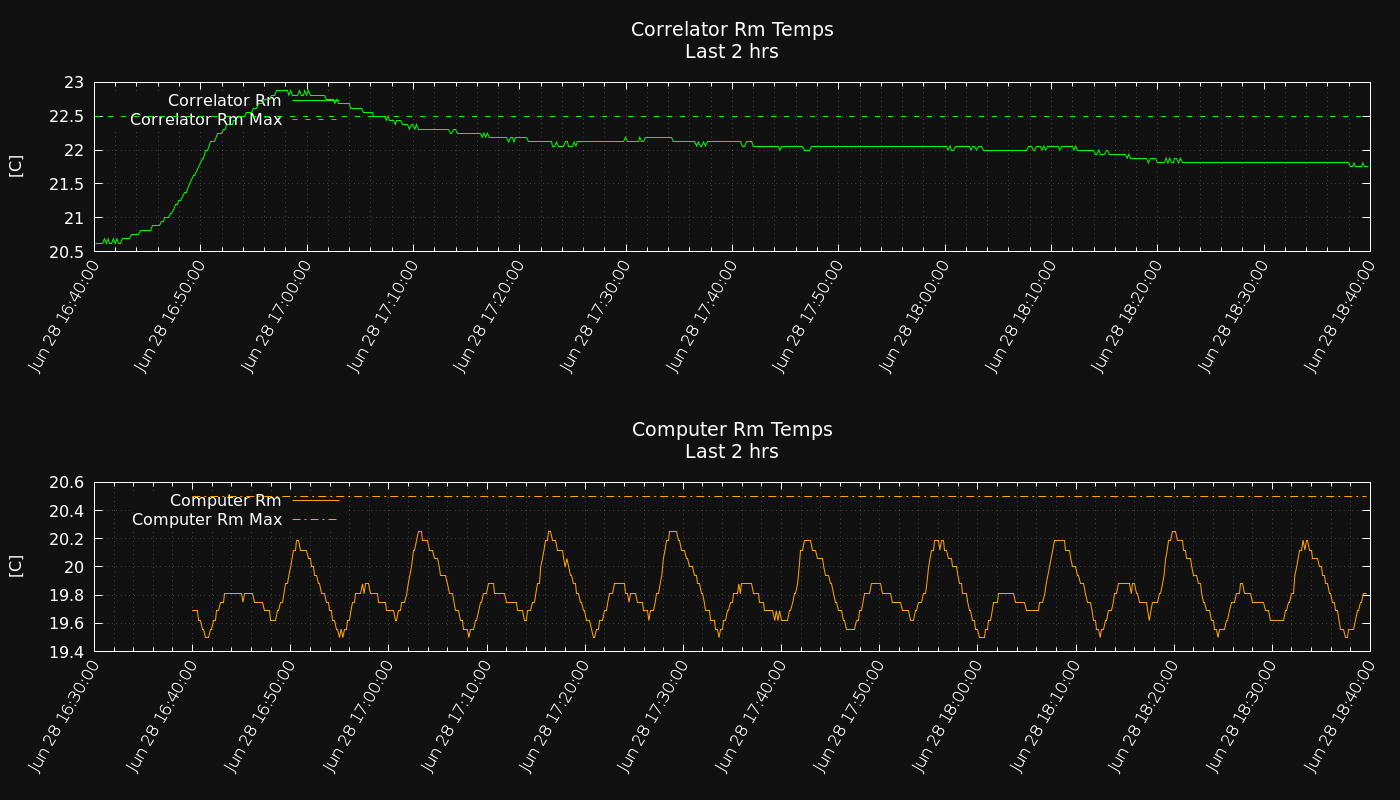 Correlator Rm Temps
Last 2 hrs
23
Correlator Rm
22.5
Correlator Rm Max
22
[C]
21.5
21
20.5
Jun 28 16:40:00
Jun 28 16:50:00
Jun 28 17:00:00
Jun 28 17:10:00
Jun 28 17:20:00
Jun 28 17:30:00
Jun 28 17:40:00
Jun 28 17:50:00
Jun 28 18:00:00
Jun 28 18:10:00
Jun 28 18:20:00
Jun 28 18:30:00
Jun 28 18:40:00
Computer Rm Temps
Last 2 hrs
20.6
Computer Rm
20.4
Computer Rm Max
20.2
20
[C]
19.8
19.6
19.4
Jun 28 16:30:00
Jun 28 16:40:00
Jun 28 16:50:00
Jun 28 17:00:00
Jun 28 17:10:00
Jun 28 17:20:00
Jun 28 17:30:00
Jun 28 17:40:00
Jun 28 17:50:00
Jun 28 18:00:00
Jun 28 18:10:00
Jun 28 18:20:00
Jun 28 18:30:00
Jun 28 18:40:00